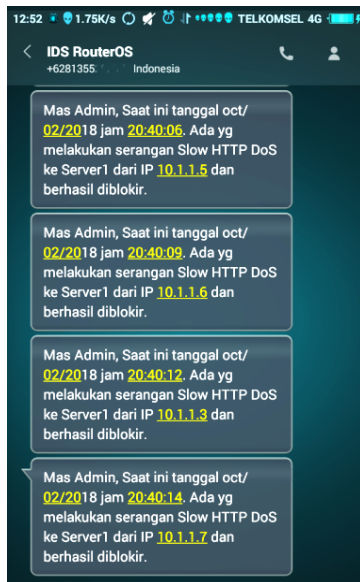 12:52 1.75K/s TELKOMSEL 4G
IDS RouterOS
+6281355 Indonesia
Mas Admin, Saat ini tanggal oct/
02/2018 jam 20:40:06. Ada yg
melakukan serangan Slow HTTP DoS
ke Server1 dari IP 10.1.1.5 dan
berhasil diblokir.
Mas Admin, Saat ini tanggal oct/
02/2018 jam 20:40:09. Ada yg
melakukan serangan Slow HTTP DoS
ke Server1 dari IP 10.1.1.6 dan
berhasil diblokir.
Mas Admin, Saat ini tanggal oct/
02/2018 jam 20:40:12. Ada yg
melakukan serangan Slow HTTP DoS
ke Server1 dari IP 10.1.1.3 dan
berhasil diblokir.
Mas Admin, Saat ini tanggal oct/
02/2018 jam 20:40:14. Ada yg
melakukan serangan Slow HTTP DoS
ke Server1 dari IP 10.1.1.7 dan
berhasil diblokir.